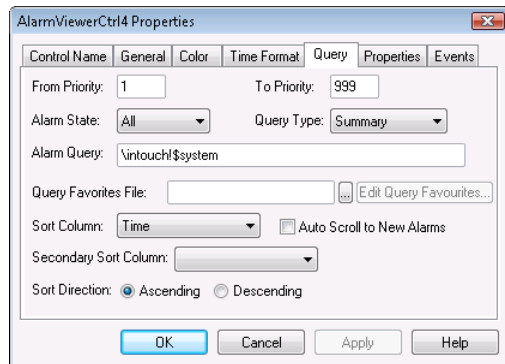 AlarmViewerCtrl4 Properties
Control Name General Color Time Format Query Properties Events
From Priority: 1 To Priority: 999
Alarm State: All Query Type: Summary
Alarm Query: \intouch!$system
Query Favorites File: ... Edit Query Favourites...
Sort Column: Time Auto Scroll to New Alarms
Secondary Sort Column:
Sort Direction: Ascending Descending
OK Cancel Apply Help